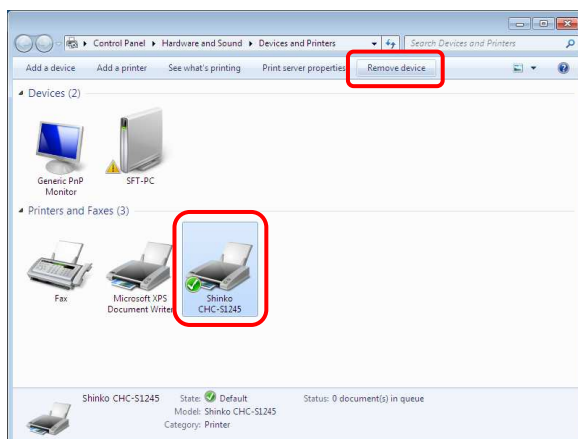 Control Panel Hardware and Sound Devices and Printers Search Devices and Printers
Add a device Add a printer See what's printing Print server properties Remove device
Devices (2)
Generic PnP
Monitor
SFT-PC
Printers and Faxes (3)
Fax
Microsoft XPS
Document Writer
Shinko
CHC-S1245
Shinko CHC-S1245 State: Default Status: 0 document(s) in queue
Model: Shinko CHC-S1245
Category: Printer